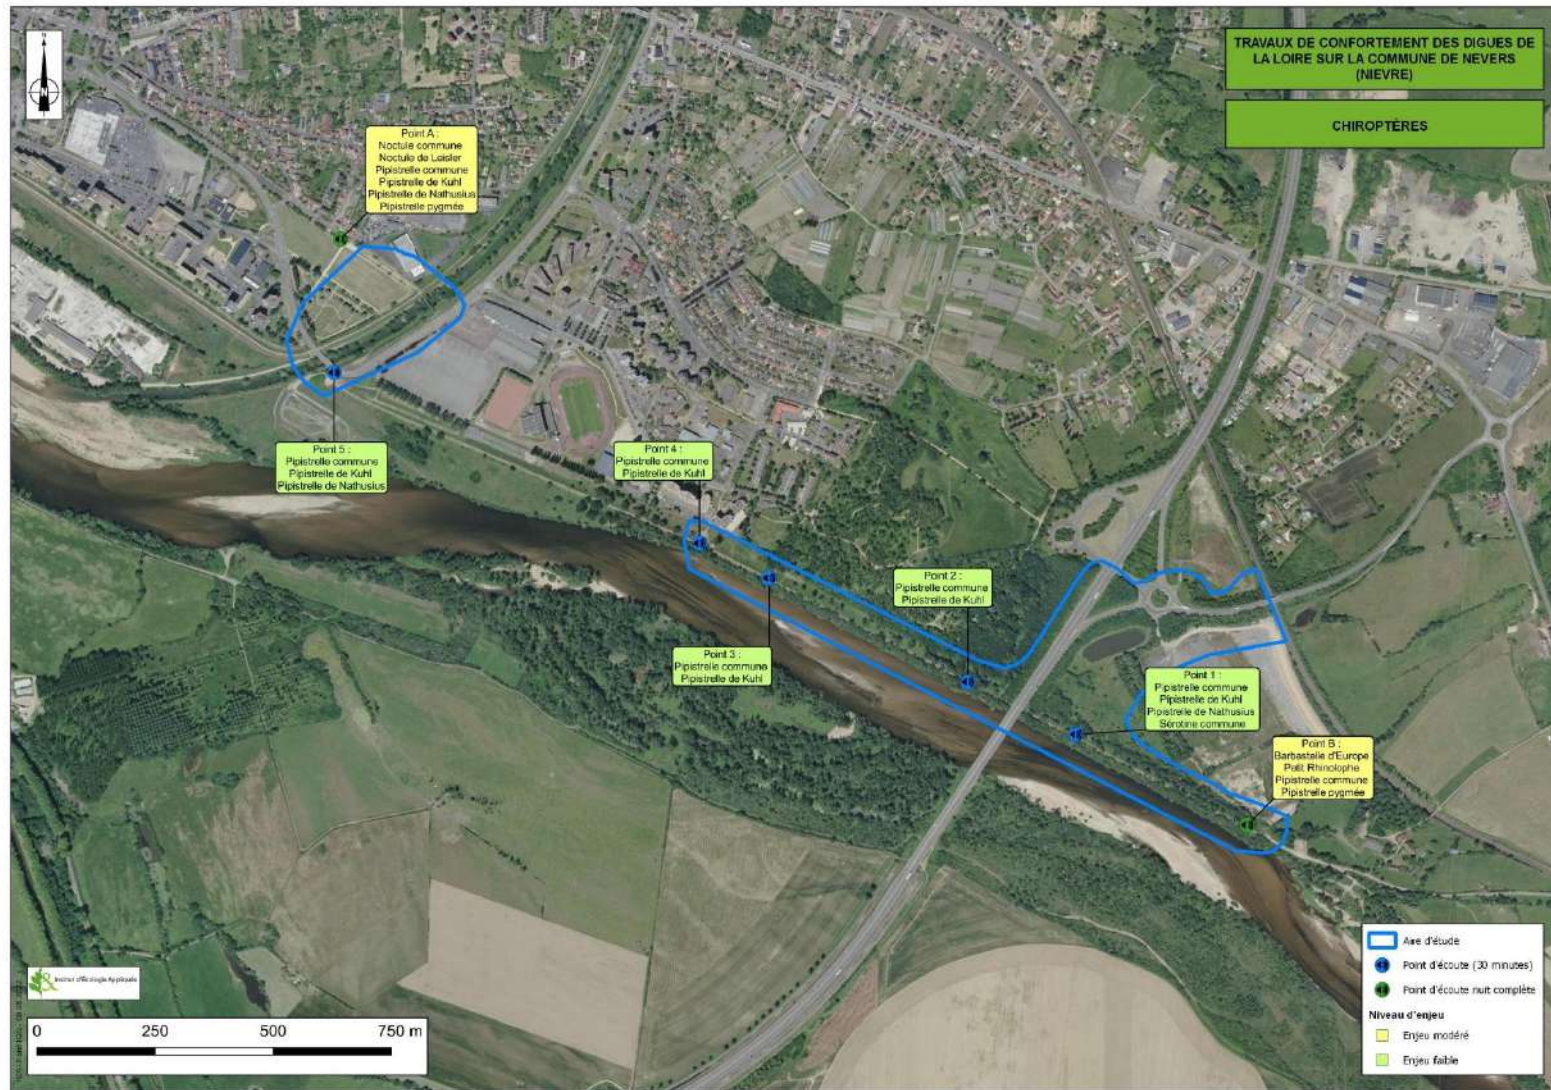 TRAVAUX DE CONFORTEMENT DES DIGUES DE
LA LOIRE SUR LA COMMUNE DE NEVERS
(NIEVRE)
CHIROPTÈRES
N
Point A :
Noctule commune
Noctule de Leisler
Pipistrelle commune
Pipistrelle de Kuhl
Pipistrelle de Nathusius
Pipistrelle pygmée
Point 5 :
Pipistrelle commune
Pipistrelle de Kuhl
Pipistrelle de Nathusius
Point 4 :
Pipistrelle commune
Pipistrelle de Kuhl
Point 2 :
Pipistrelle commune
Pipistrelle de Kuhl
Point 3 :
Pipistrelle commune
Pipistrelle de Kuhl
Point 1 :
Pipistrelle commune
Pipistrelle de Kuhl
Pipistrelle de Nathusius
Sérotine commune
Point B :
Barbastelle d'Europe
Petit Rhinolophe
Pipistrelle commune
Pipistrelle pygmée
Aire d'étude
Point d'écoute (30 minutes)
Point d'écoute nuit complète
Niveau d'enjeu
Enjeu modéré
Enjeu faible
Institut d'Écologie Appliquée
0 250 500 750 m